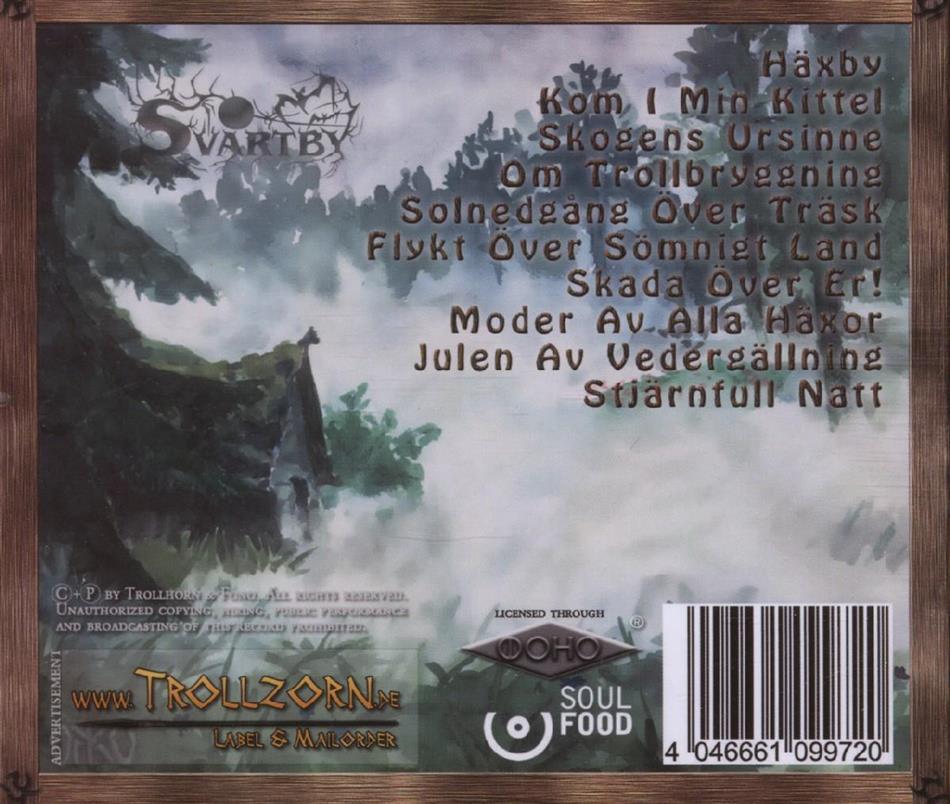 SVARTBY
Häxby
Kom I Min Kittel
Skogens Ursinne
Om Trollbryggning
Solnedgång Över Träsk
Flykt Över Sömnigt Land
Skada Över Er!
Moder Av Alla Häxor
Julen Av Vedergällning
Stjärnfull Natt
Ⓒ+Ⓟ BY TROLLHORN & FONO. ALL RIGHTS RESERVED.
UNAUTHORIZED COPYING, HIRING, PUBLIC PERFORMANCE
AND BROADCASTING OF THIS RECORD PROHIBITED.
ADVERTISEMENT
WWW.TROLLZORN.DE
LABEL & MAILORDER
LICENSED THROUGH
ФОНО ®
SOUL
FOOD
4 046661 099720